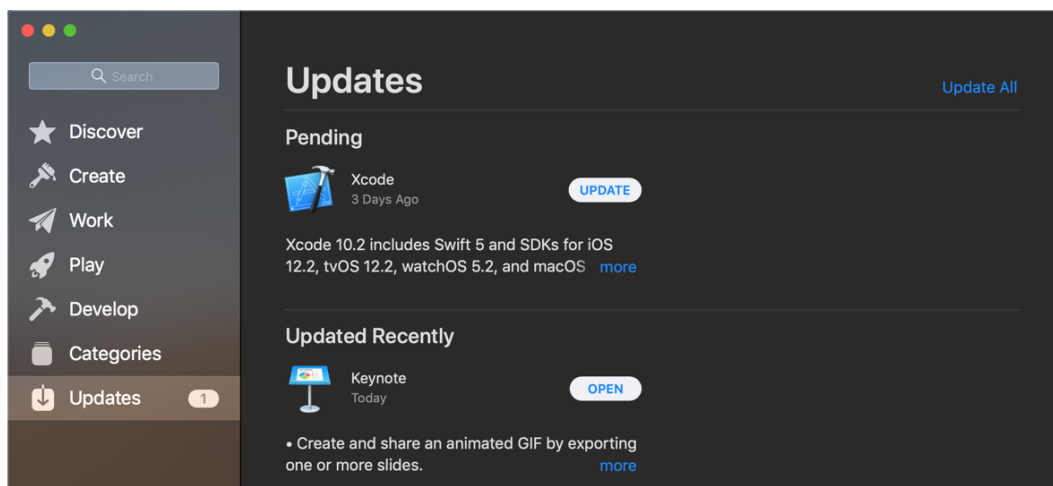 Search
Discover
Create
Work
Play
Develop
Categories
Updates 1
Updates
Update All
Pending
Xcode
3 Days Ago
UPDATE
Xcode 10.2 includes Swift 5 and SDKs for iOS
12.2, tvOS 12.2, watchOS 5.2, and macOS more
Updated Recently
Keynote
Today
OPEN
• Create and share an animated GIF by exporting
one or more slides. more